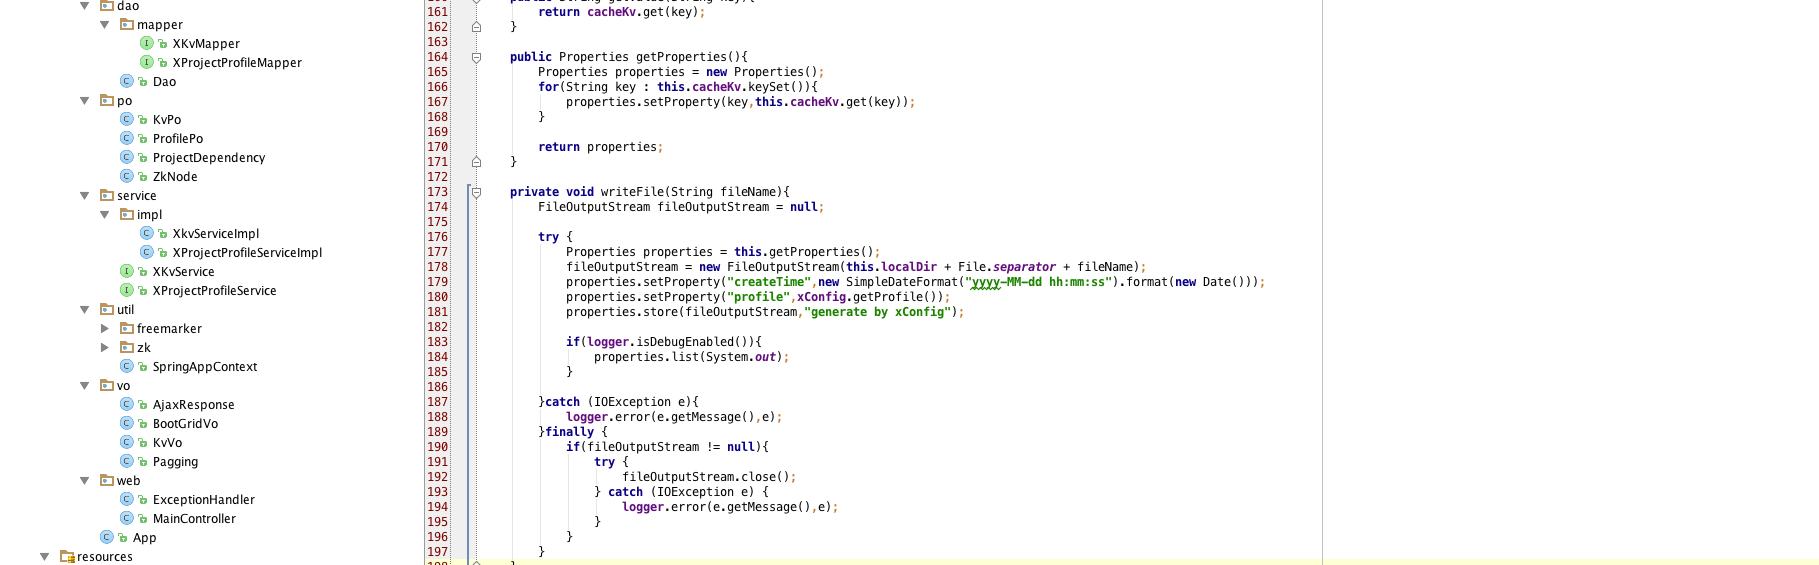 dao
mapper
XKvMapper
XProjectProfileMapper
Dao
po
KvPo
ProfilePo
ProjectDependency
ZkNode
service
impl
XkvServiceImpl
XProjectProfileServiceImpl
XKvService
XProjectProfileService
util
freemarker
zk
SpringAppContext
vo
AjaxResponse
BootGridVo
KvVo
Pagging
web
ExceptionHandler
MainController
App
resources
161 return cacheKv.get(key);
162 }
163
164 public Properties getProperties(){
165 Properties properties = new Properties();
166 for(String key : this.cacheKv.keySet()){
167 properties.setProperty(key,this.cacheKv.get(key));
168 }
169
170 return properties;
171 }
172
173 private void writeFile(String fileName){
174 FileOutputStream fileOutputStream = null;
175
176 try {
177 Properties properties = this.getProperties();
178 fileOutputStream = new FileOutputStream(this.localDir + File.separator + fileName);
179 properties.setProperty("createTime",new SimpleDateFormat("yyyy-MM-dd hh:mm:ss").format(new Date()));
180 properties.setProperty("profile",xConfig.getProfile());
181 properties.store(fileOutputStream,"generate by xConfig");
182
183 if(logger.isDebugEnabled()){
184 properties.list(System.out);
185 }
186
187 }catch (IOException e){
188 logger.error(e.getMessage(),e);
189 }finally {
190 if(fileOutputStream != null){
191 try {
192 fileOutputStream.close();
193 } catch (IOException e) {
194 logger.error(e.getMessage(),e);
195 }
196 }
197 }